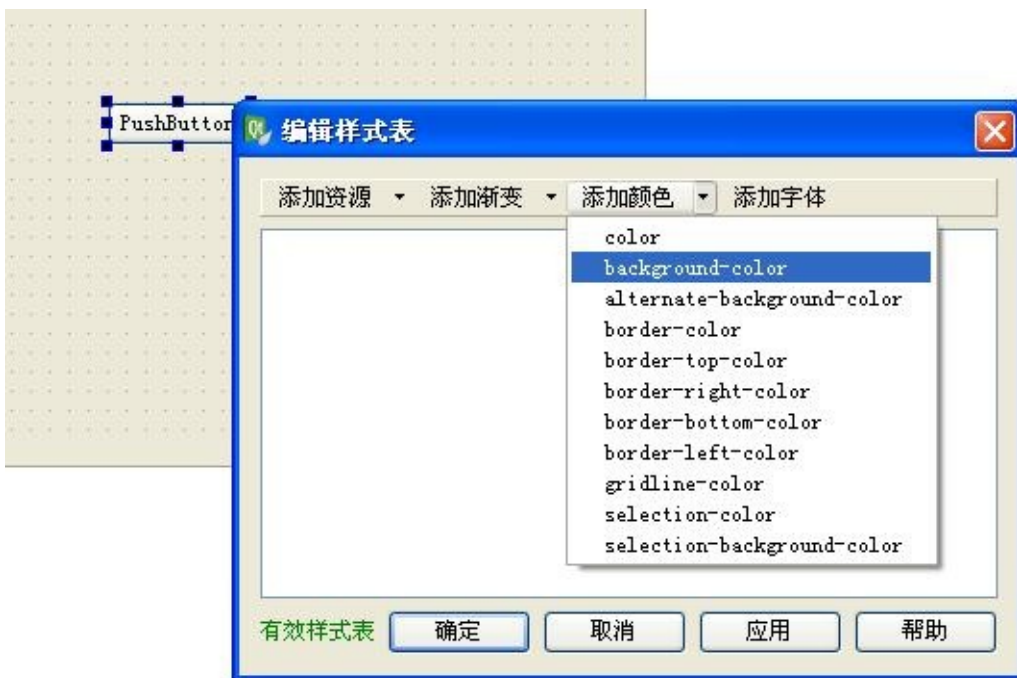 PushButton
编辑样式表
添加资源 添加渐变 添加颜色 添加字体
color
background-color
alternate-background-color
border-color
border-top-color
border-right-color
border-bottom-color
border-left-color
gridline-color
selection-color
selection-background-color
有效样式表 确定 取消 应用 帮助